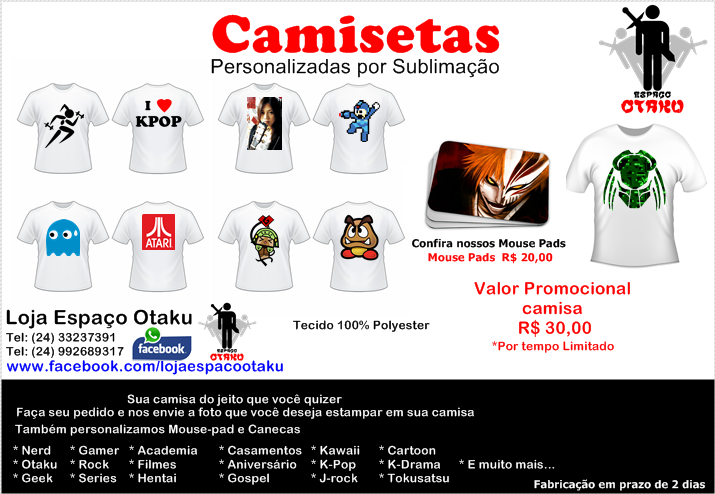 Camisetas
Personalizadas por Sublimação
ESPAÇO
OTAKU
I ❤
KPOP
ATARI
Confira nossos Mouse Pads
Mouse Pads R$ 20,00
Valor Promocional
camisa
R$ 30,00
*Por tempo Limitado
Loja Espaço Otaku
Tel: (24) 33237391
Tel: (24) 992689317
facebook
www.facebook.com/lojaespacootaku
ESPAÇO
OTAKU
Tecido 100% Polyester
Sua camisa do jeito que você quizer
Faça seu pedido e nos envie a foto que você deseja estampar em sua camisa
Também personalizamos Mouse-pad e Canecas
* Nerd * Gamer * Academia * Casamentos * Kawaii * Cartoon
* Otaku * Rock * Filmes * Aniversário * K-Pop * K-Drama * E muito mais...
* Geek * Series * Hentai * Gospel * J-rock * Tokusatsu
Fabricação em prazo de 2 dias